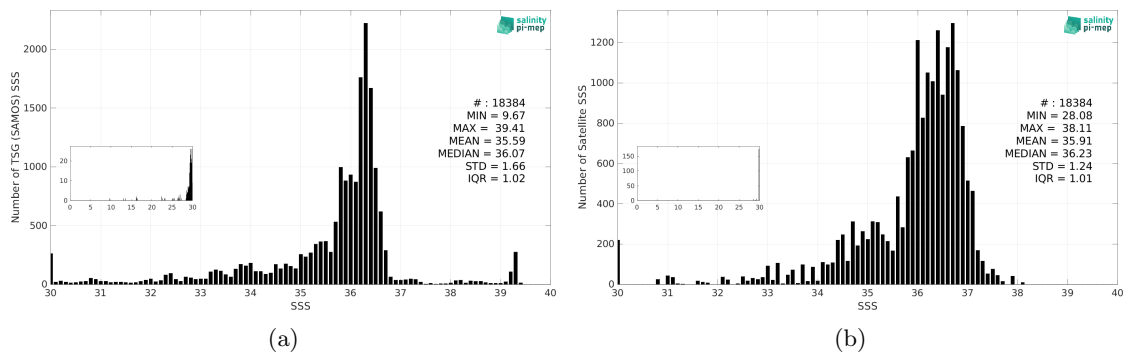 salinity
pi-mep
Number of TSG (SAMOS) SSS
2000
1500
1000
500
0
# : 18384
MIN = 9.67
MAX = 39.41
MEAN = 35.59
MEDIAN = 36.07
STD = 1.66
IQR = 1.02
20
10
0
0 5 10 15 20 25 30
30 31 32 33 34 35 36 37 38 39 40
SSS
(a)
salinity
pi-mep
Number of Satellite SSS
1200
1000
800
600
400
200
0
# : 18384
MIN = 28.08
MAX = 38.11
MEAN = 35.91
MEDIAN = 36.23
STD = 1.24
IQR = 1.01
150
100
50
0
0 5 10 15 20 25 30
30 31 32 33 34 35 36 37 38 39 40
SSS
(b)